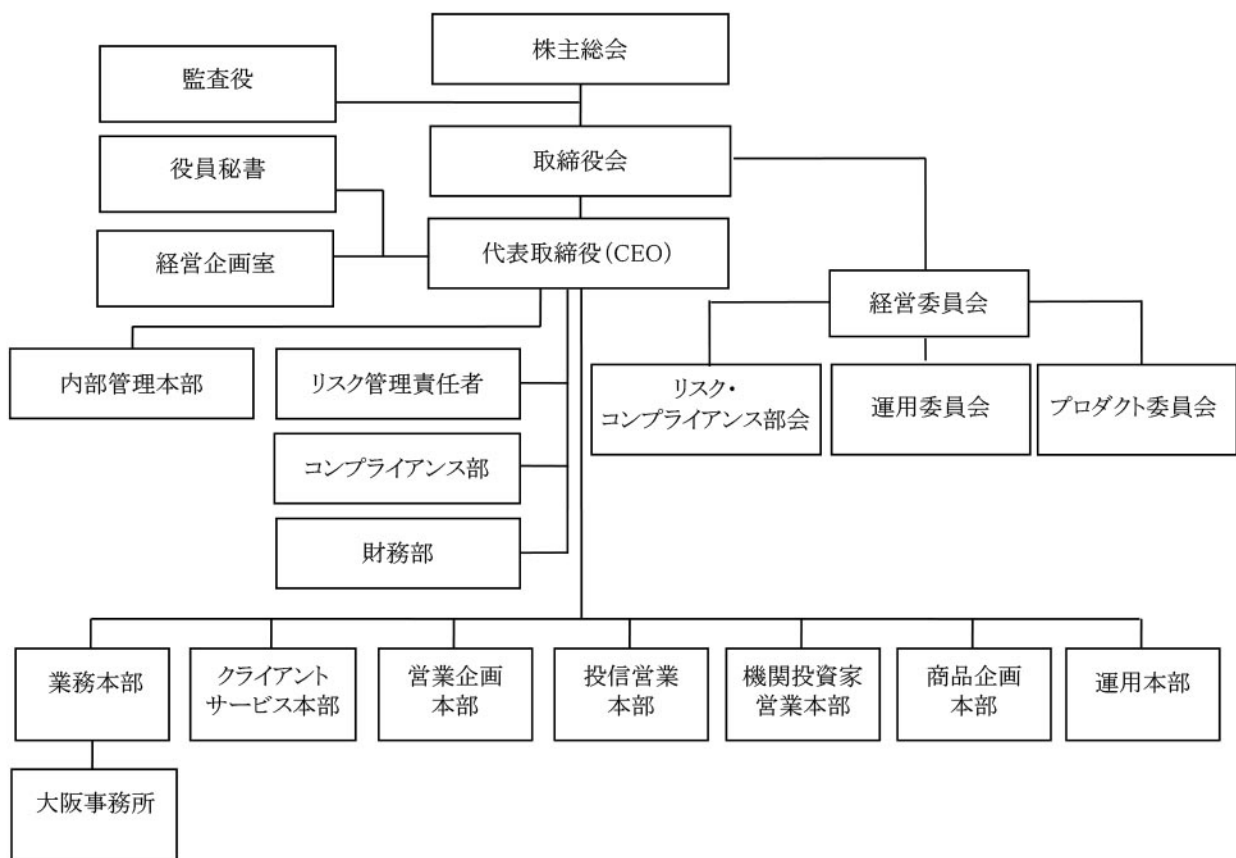 株主総会
監査役
取締役会
役員秘書
代表取締役(CEO)
経営企画室
経営委員会
内部管理本部
リスク管理責任者
リスク・
コンプライアンス部会
運用委員会
プロダクト委員会
コンプライアンス部
財務部
業務本部
クライアント
サービス本部
営業企画
本部
投信営業
本部
機関投資家
営業本部
商品企画
本部
運用本部
大阪事務所